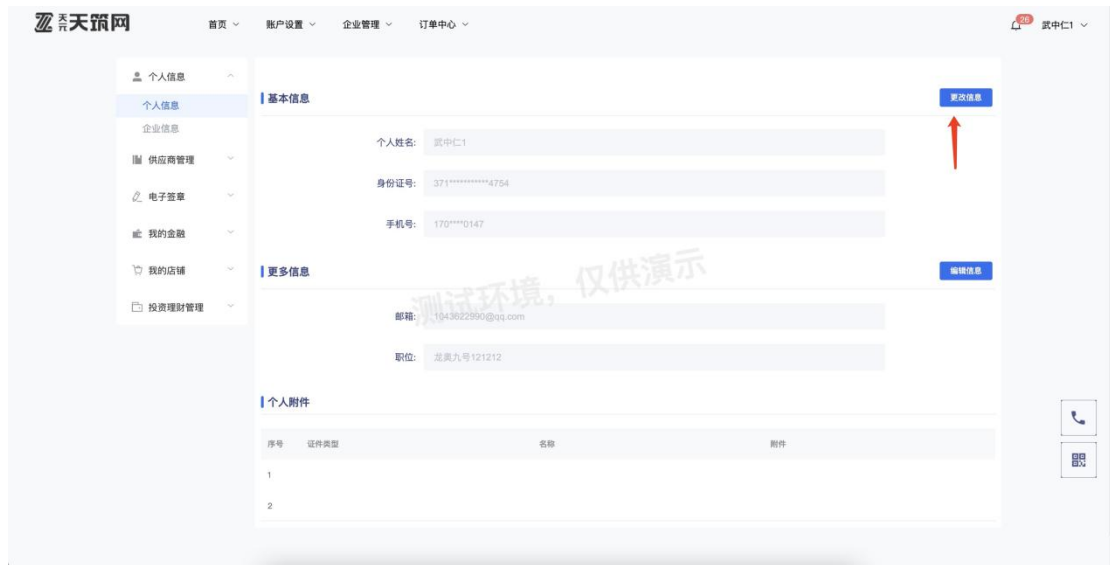 天元 天筑网 首页 账户设置 企业管理 订单中心 26 武中仁1
个人信息
个人信息
企业信息
供应商管理
电子签章
我的金融
我的店铺
投资理财管理
基本信息 更改信息
个人姓名: 武中仁1
身份证号: 371***********4754
手机号: 170****0147
更多信息 编辑信息
测试环境，仅供演示
邮箱: 1043622990@qq.com
职位: 龙奥九号121212
个人附件
序号 证件类型 名称 附件
1
2